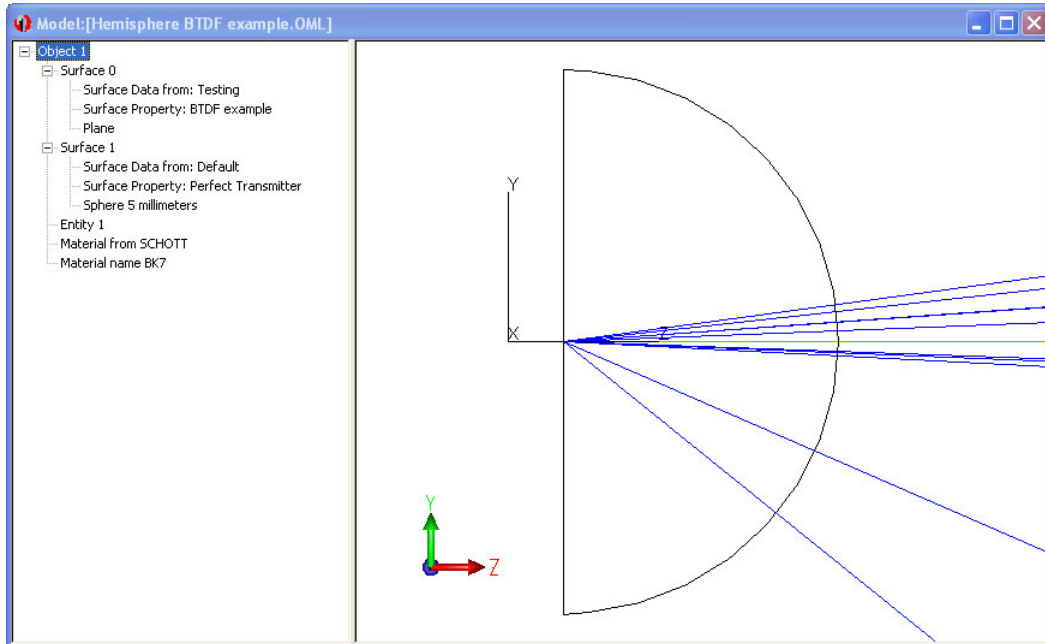 Model:[Hemisphere BTDF example.OML]
Object 1
Surface 0
Surface Data from: Testing
Surface Property: BTDF example
Plane
Surface 1
Surface Data from: Default
Surface Property: Perfect Transmitter
Sphere 5 millimeters
Entity 1
Material from SCHOTT
Material name BK7
Y
X
Z
Y
Z